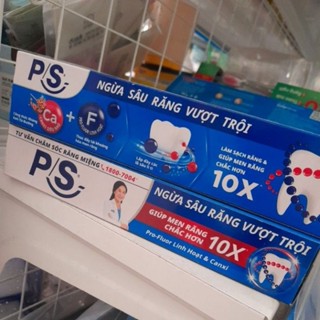 P/S
NGỪA SÂU RĂNG VƯỢT TRỘI
Ca + F
LÀM SẠCH RĂNG &
GIÚP MEN RĂNG
CHẮC HƠN
10X
TƯ VẤN CHĂM SÓC RĂNG MIỆNG: 1800-7004
P/S
NGỪA SÂU RĂNG VƯỢT TRỘI
GIÚP MEN RĂNG
CHẮC HƠN
10X
Pro-Fluor Linh Hoạt & Canxi